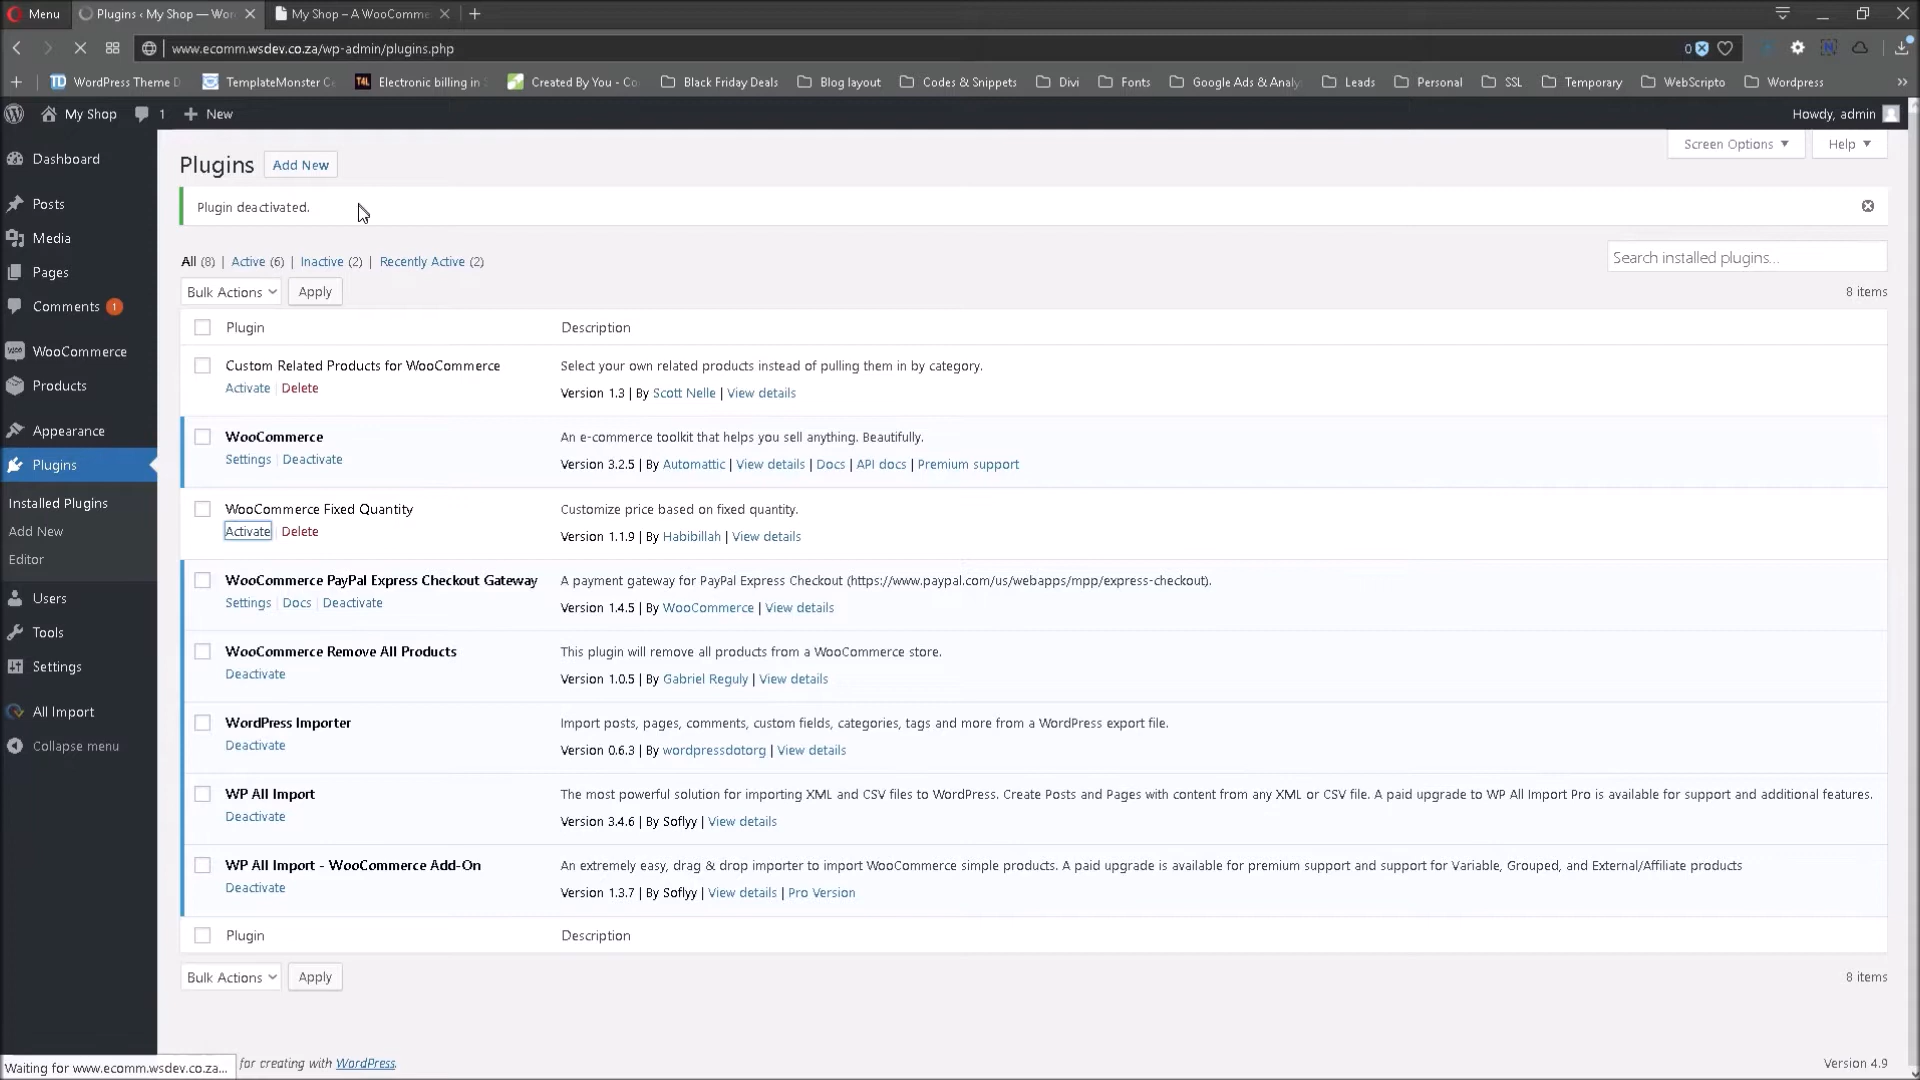 Menu
Plugins ‹ My Shop — Wor
My Shop – A WooComme
www.ecomm.wsdev.co.za/wp-admin/plugins.php
0
WordPress Theme D
TemplateMonster Ce
Electronic billing in S
Created By You - Co
Black Friday Deals
Blog layout
Codes & Snippets
Divi
Fonts
Google Ads & Analy
Leads
Personal
SSL
Temporary
WebScripto
Wordpress
My Shop
1
New
Howdy, admin
Dashboard
Posts
Media
Pages
Comments 1
WooCommerce
Products
Appearance
Plugins
Installed Plugins
Add New
Editor
Users
Tools
Settings
All Import
Collapse menu
Screen Options
Help
Plugins
Add New
Plugin deactivated.
All (8) | Active (6) | Inactive (2) | Recently Active (2)
Search installed plugins...
Bulk Actions
Apply
8 items
Plugin
Description
Custom Related Products for WooCommerce
Activate | Delete
Select your own related products instead of pulling them in by category.
Version 1.3 | By Scott Nelle | View details
WooCommerce
Settings | Deactivate
An e-commerce toolkit that helps you sell anything. Beautifully.
Version 3.2.5 | By Automattic | View details | Docs | API docs | Premium support
WooCommerce Fixed Quantity
Activate | Delete
Customize price based on fixed quantity.
Version 1.1.9 | By Habibillah | View details
WooCommerce PayPal Express Checkout Gateway
Settings | Docs | Deactivate
A payment gateway for PayPal Express Checkout (https://www.paypal.com/us/webapps/mpp/express-checkout).
Version 1.4.5 | By WooCommerce | View details
WooCommerce Remove All Products
Deactivate
This plugin will remove all products from a WooCommerce store.
Version 1.0.5 | By Gabriel Reguly | View details
WordPress Importer
Deactivate
Import posts, pages, comments, custom fields, categories, tags and more from a WordPress export file.
Version 0.6.3 | By wordpressdotorg | View details
WP All Import
Deactivate
The most powerful solution for importing XML and CSV files to WordPress. Create Posts and Pages with content from any XML or CSV file. A paid upgrade to WP All Import Pro is available for support and additional features.
Version 3.4.6 | By Soflyy | View details
WP All Import - WooCommerce Add-On
Deactivate
An extremely easy, drag & drop importer to import WooCommerce simple products. A paid upgrade is available for premium support and support for Variable, Grouped, and External/Affiliate products
Version 1.3.7 | By Soflyy | View details | Pro Version
Plugin
Description
Bulk Actions
Apply
8 items
for creating with WordPress.
Version 4.9
Waiting for www.ecomm.wsdev.co.za...